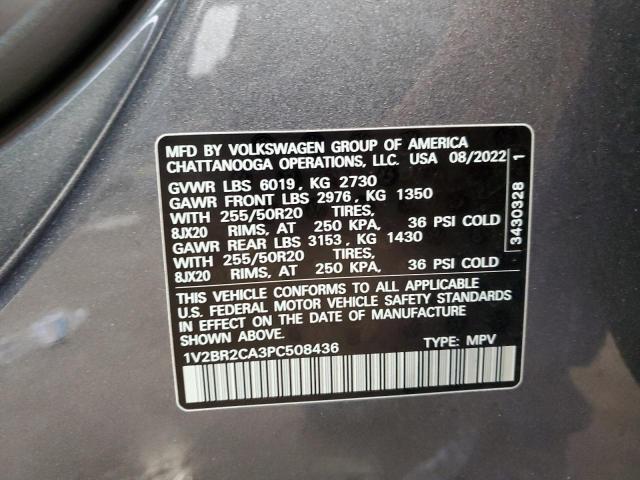 MFD BY VOLKSWAGEN GROUP OF AMERICA
CHATTANOOGA OPERATIONS, LLC. USA 08/2022
GVWR LBS 6019, KG 2730
GAWR FRONT LBS 2976, KG 1350
WITH 255/50R20 TIRES,
8JX20 RIMS, AT 250 KPA, 36 PSI COLD
GAWR REAR LBS 3153, KG 1430
WITH 255/50R20 TIRES,
8JX20 RIMS, AT 250 KPA, 36 PSI COLD
THIS VEHICLE CONFORMS TO ALL APPLICABLE
U.S. FEDERAL MOTOR VEHICLE SAFETY STANDARDS
IN EFFECT ON THE DATE OF MANUFACTURE
SHOWN ABOVE.
1V2BR2CA3PC508436 TYPE: MPV
3430328 1